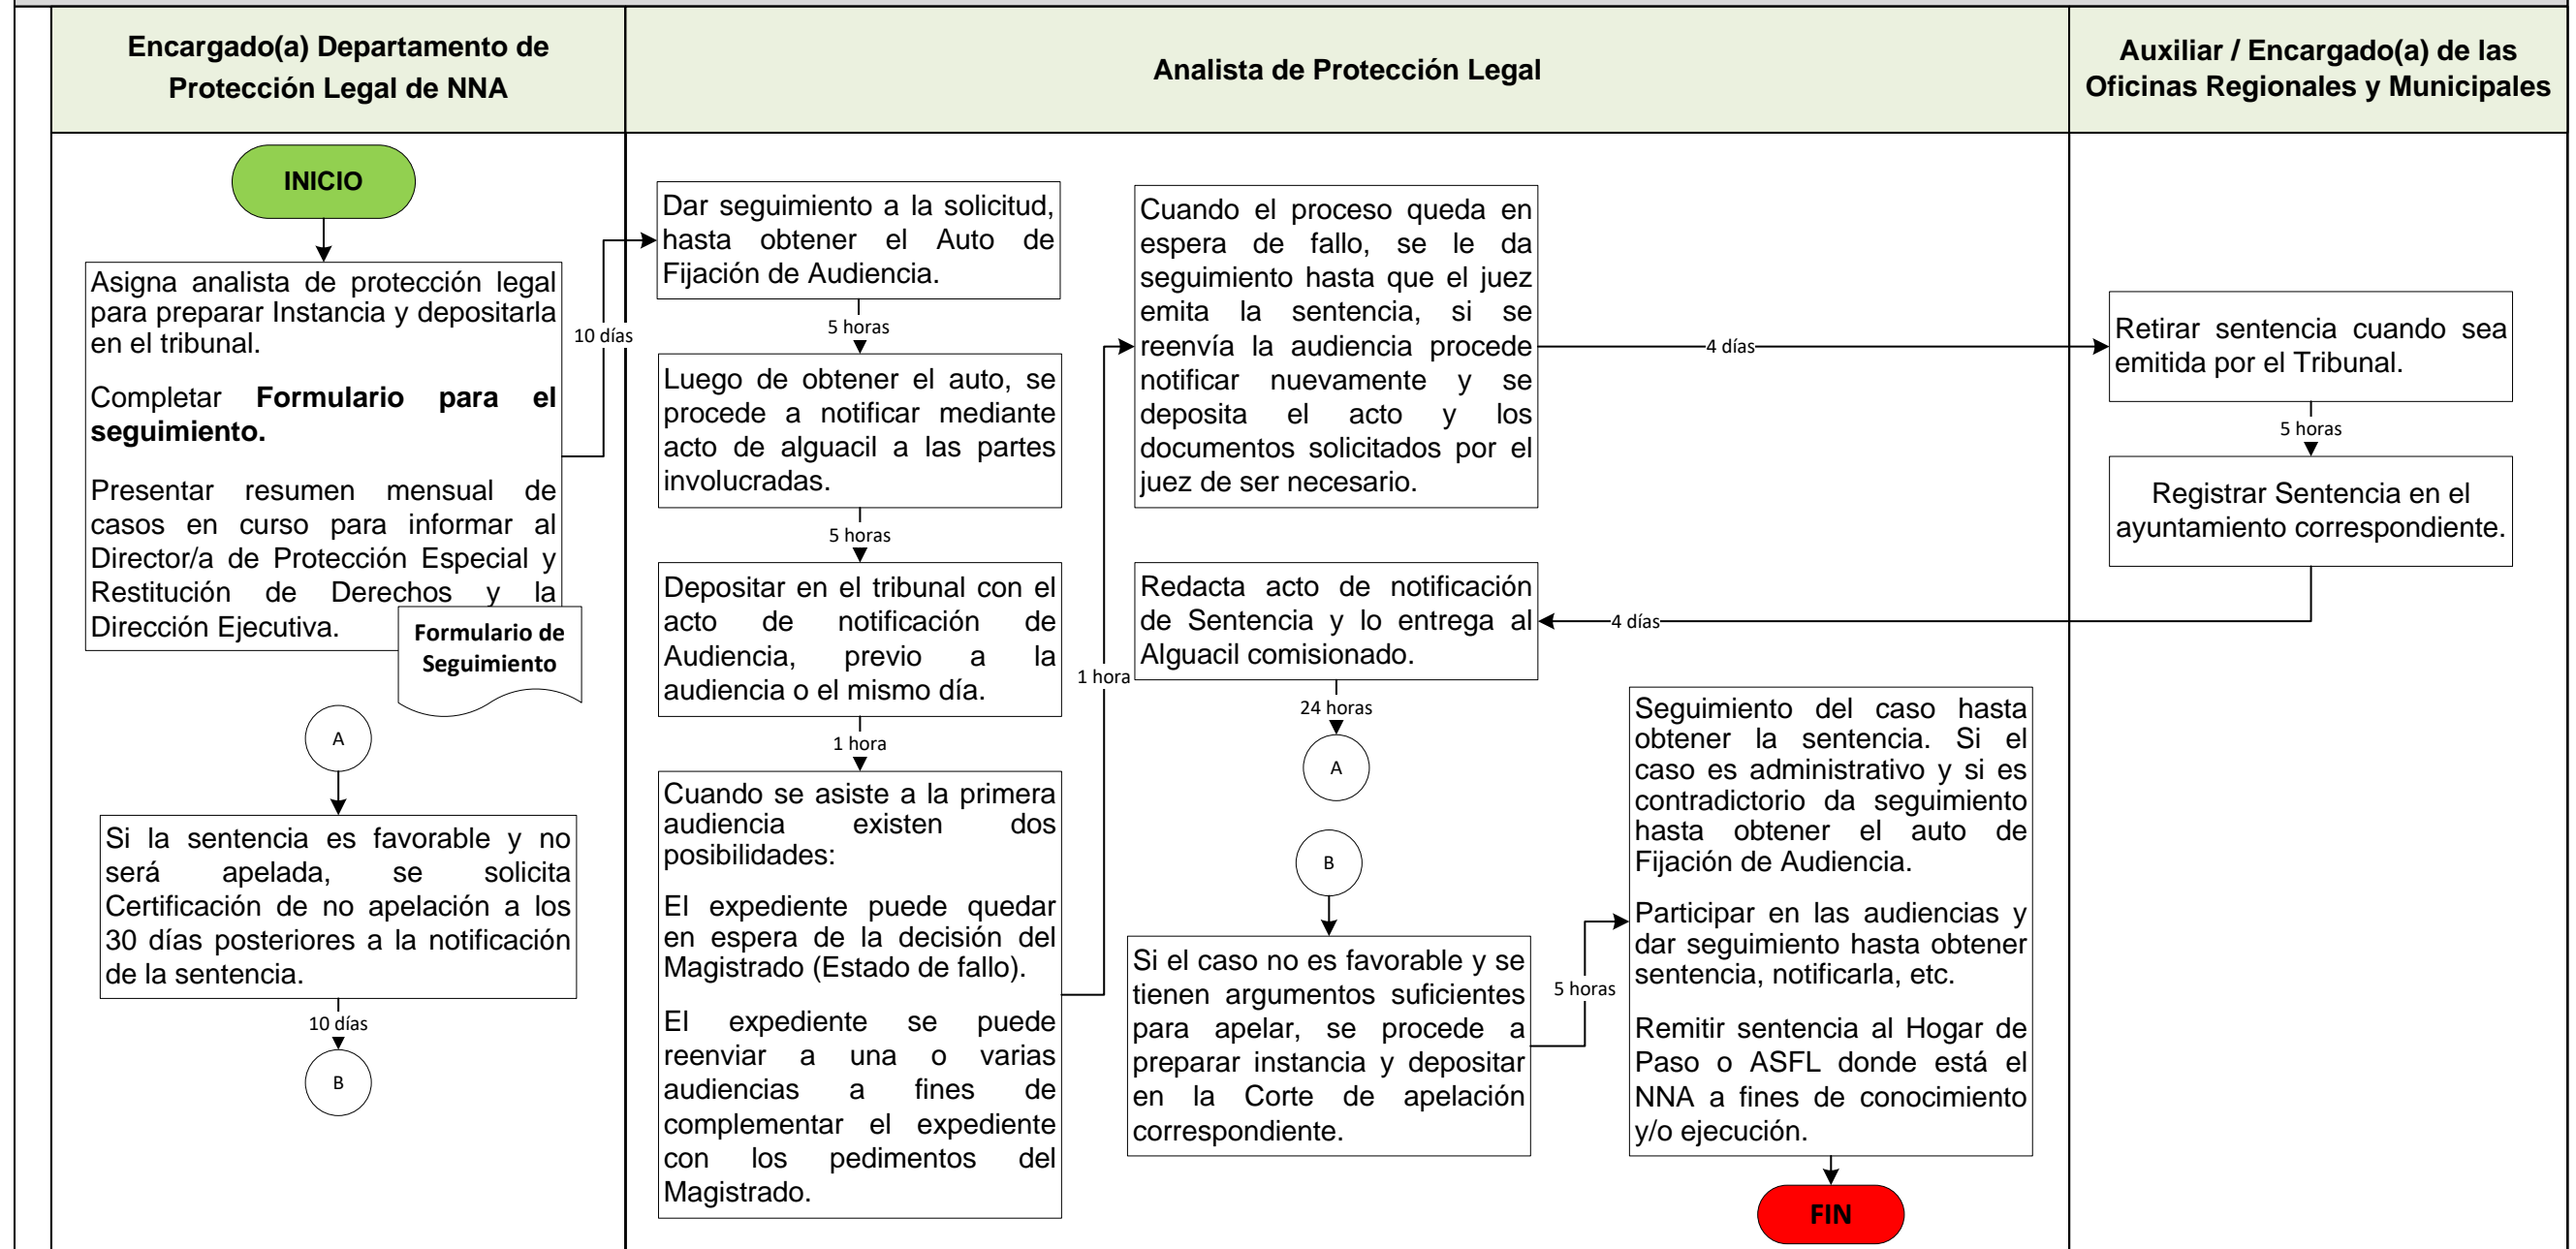 Encargado(a) Departamento de
Protección Legal de NNA
Analista de Protección Legal
Auxiliar / Encargado(a) de las
Oficinas Regionales y Municipales
INICIO
Asigna analista de protección legal
para preparar Instancia y depositarla
en el tribunal.
Completar Formulario para el
seguimiento.
Presentar resumen mensual de
casos en curso para informar al
Director/a de Protección Especial y
Restitución de Derechos y la
Dirección Ejecutiva.
Formulario de
Seguimiento
10 días
A
Si la sentencia es favorable y no
será apelada, se solicita
Certificación de no apelación a los
30 días posteriores a la notificación
de la sentencia.
10 días
B
Dar seguimiento a la solicitud,
hasta obtener el Auto de
Fijación de Audiencia.
5 horas
Luego de obtener el auto, se
procede a notificar mediante
acto de alguacil a las partes
involucradas.
5 horas
Depositar en el tribunal con el
acto de notificación de
Audiencia, previo a la
audiencia o el mismo día.
1 hora
Cuando se asiste a la primera
audiencia existen dos
posibilidades:
El expediente puede quedar
en espera de la decisión del
Magistrado (Estado de fallo).
El expediente se puede
reenviar a una o varias
audiencias a fines de
complementar el expediente
con los pedimentos del
Magistrado.
1 hora
Cuando el proceso queda en
espera de fallo, se le da
seguimiento hasta que el juez
emita la sentencia, si se
reenvía la audiencia procede
notificar nuevamente y se
deposita el acto y los
documentos solicitados por el
juez de ser necesario.
4 días
Retirar sentencia cuando sea
emitida por el Tribunal.
5 horas
Registrar Sentencia en el
ayuntamiento correspondiente.
4 días
Redacta acto de notificación
de Sentencia y lo entrega al
Alguacil comisionado.
24 horas
A
B
Si el caso no es favorable y se
tienen argumentos suficientes
para apelar, se procede a
preparar instancia y depositar
en la Corte de apelación
correspondiente.
5 horas
Seguimiento del caso hasta
obtener la sentencia. Si el
caso es administrativo y si es
contradictorio da seguimiento
hasta obtener el auto de
Fijación de Audiencia.
Participar en las audiencias y
dar seguimiento hasta obtener
sentencia, notificarla, etc.
Remitir sentencia al Hogar de
Paso o ASFL donde está el
NNA a fines de conocimiento
y/o ejecución.
FIN